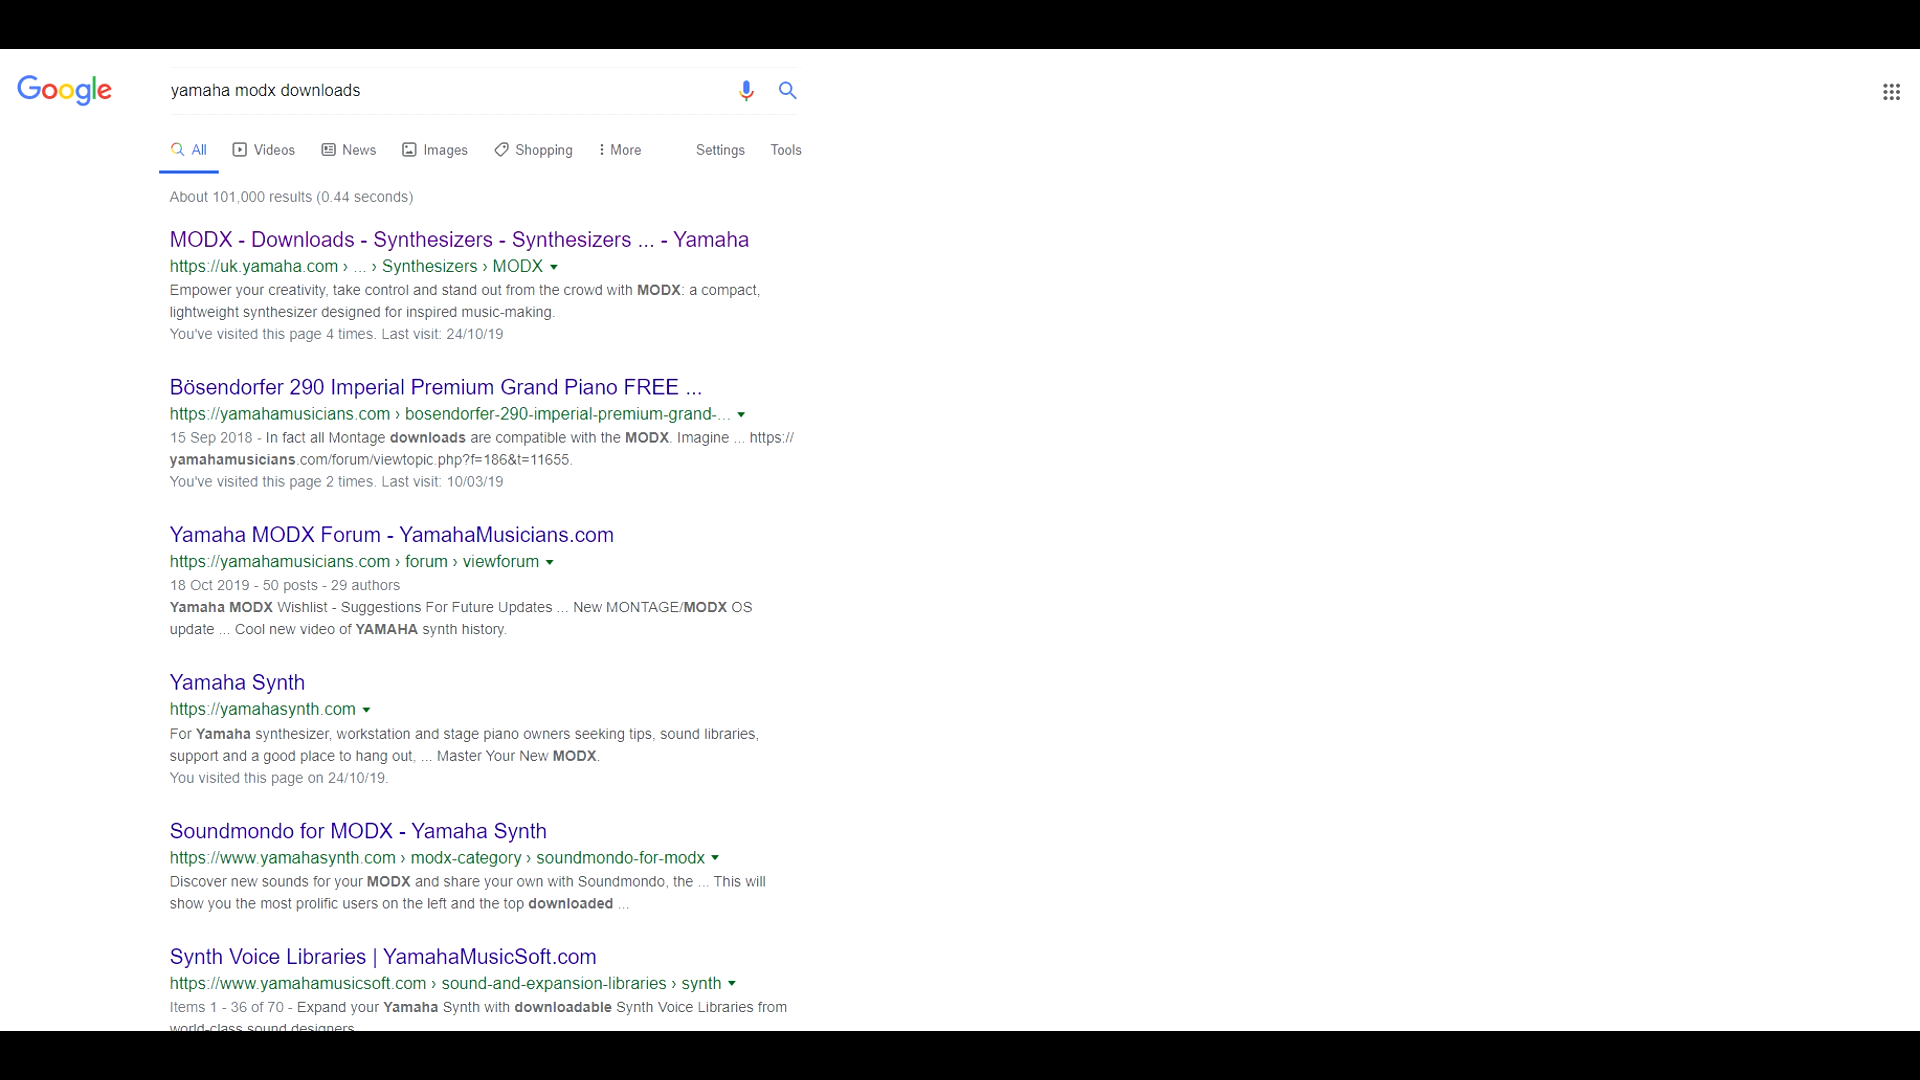 Google
yamaha modx downloads
All Videos News Images Shopping More Settings Tools
About 101,000 results (0.44 seconds)
MODX - Downloads - Synthesizers - Synthesizers ... - Yamaha
https://uk.yamaha.com › ... › Synthesizers › MODX
Empower your creativity, take control and stand out from the crowd with MODX: a compact,
lightweight synthesizer designed for inspired music-making.
You've visited this page 4 times. Last visit: 24/10/19
Bösendorfer 290 Imperial Premium Grand Piano FREE ...
https://yamahamusicians.com › bosendorfer-290-imperial-premium-grand-...
15 Sep 2018 - In fact all Montage downloads are compatible with the MODX. Imagine ... https://
yamahamusicians.com/forum/viewtopic.php?f=186&t=11655.
You've visited this page 2 times. Last visit: 10/03/19
Yamaha MODX Forum - YamahaMusicians.com
https://yamahamusicians.com › forum › viewforum
18 Oct 2019 - 50 posts - 29 authors
Yamaha MODX Wishlist - Suggestions For Future Updates ... New MONTAGE/MODX OS
update ... Cool new video of YAMAHA synth history.
Yamaha Synth
https://yamahasynth.com
For Yamaha synthesizer, workstation and stage piano owners seeking tips, sound libraries,
support and a good place to hang out, ... Master Your New MODX.
You visited this page on 24/10/19.
Soundmondo for MODX - Yamaha Synth
https://www.yamahasynth.com › modx-category › soundmondo-for-modx
Discover new sounds for your MODX and share your own with Soundmondo, the ... This will
show you the most prolific users on the left and the top downloaded ...
Synth Voice Libraries | YamahaMusicSoft.com
https://www.yamahamusicsoft.com › sound-and-expansion-libraries › synth
Items 1 - 36 of 70 - Expand your Yamaha Synth with downloadable Synth Voice Libraries from
world-class sound designers.